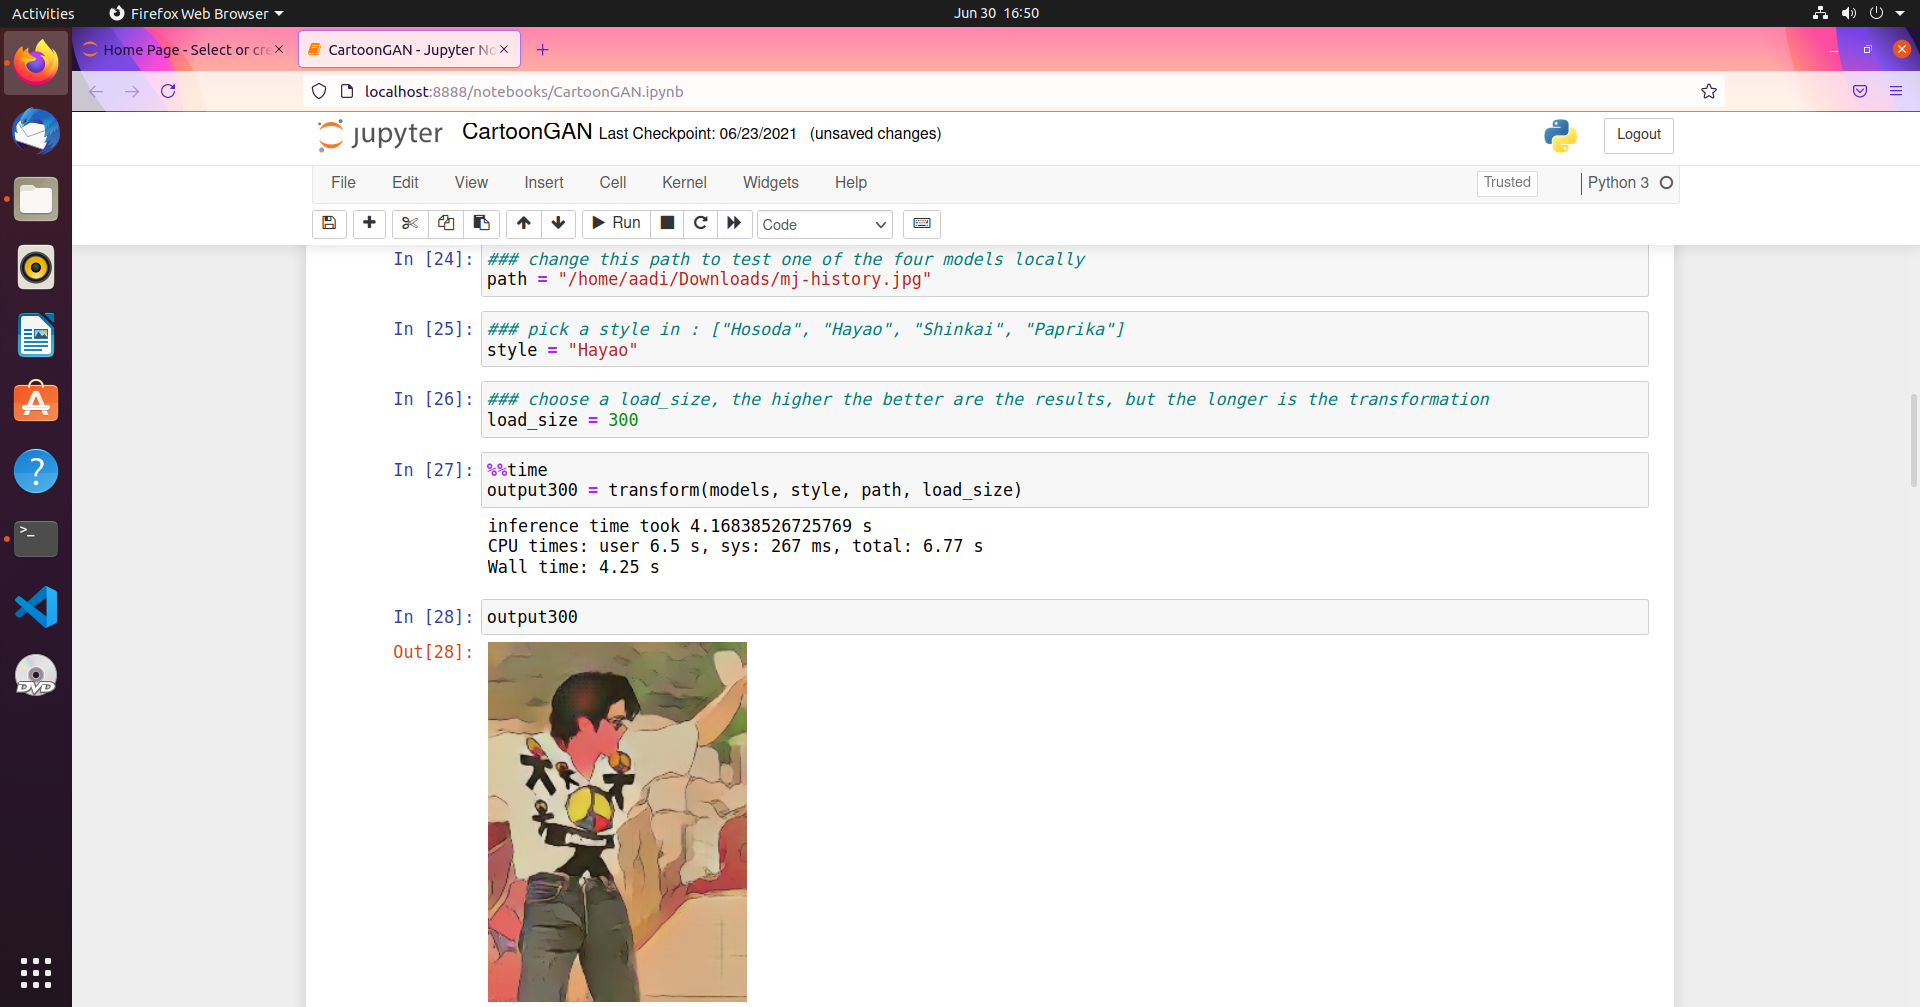 Activities
Firefox Web Browser
Jun 30 16:50
Home Page - Select or cre
CartoonGAN - Jupyter No
localhost:8888/notebooks/CartoonGAN.ipynb
jupyter
CartoonGAN Last Checkpoint: 06/23/2021 (unsaved changes)
Logout
File Edit View Insert Cell Kernel Widgets Help
Trusted
Python 3
Run
Code
In [24]: ### change this path to test one of the four models locally
path = "/home/aadi/Downloads/mj-history.jpg"
In [25]: ### pick a style in : ["Hosoda", "Hayao", "Shinkai", "Paprika"]
style = "Hayao"
In [26]: ### choose a load_size, the higher the better are the results, but the longer is the transformation
load_size = 300
In [27]: %%time
output300 = transform(models, style, path, load_size)
inference time took 4.16838526725769 s
CPU times: user 6.5 s, sys: 267 ms, total: 6.77 s
Wall time: 4.25 s
In [28]: output300
Out[28]:
>_
?
DVD